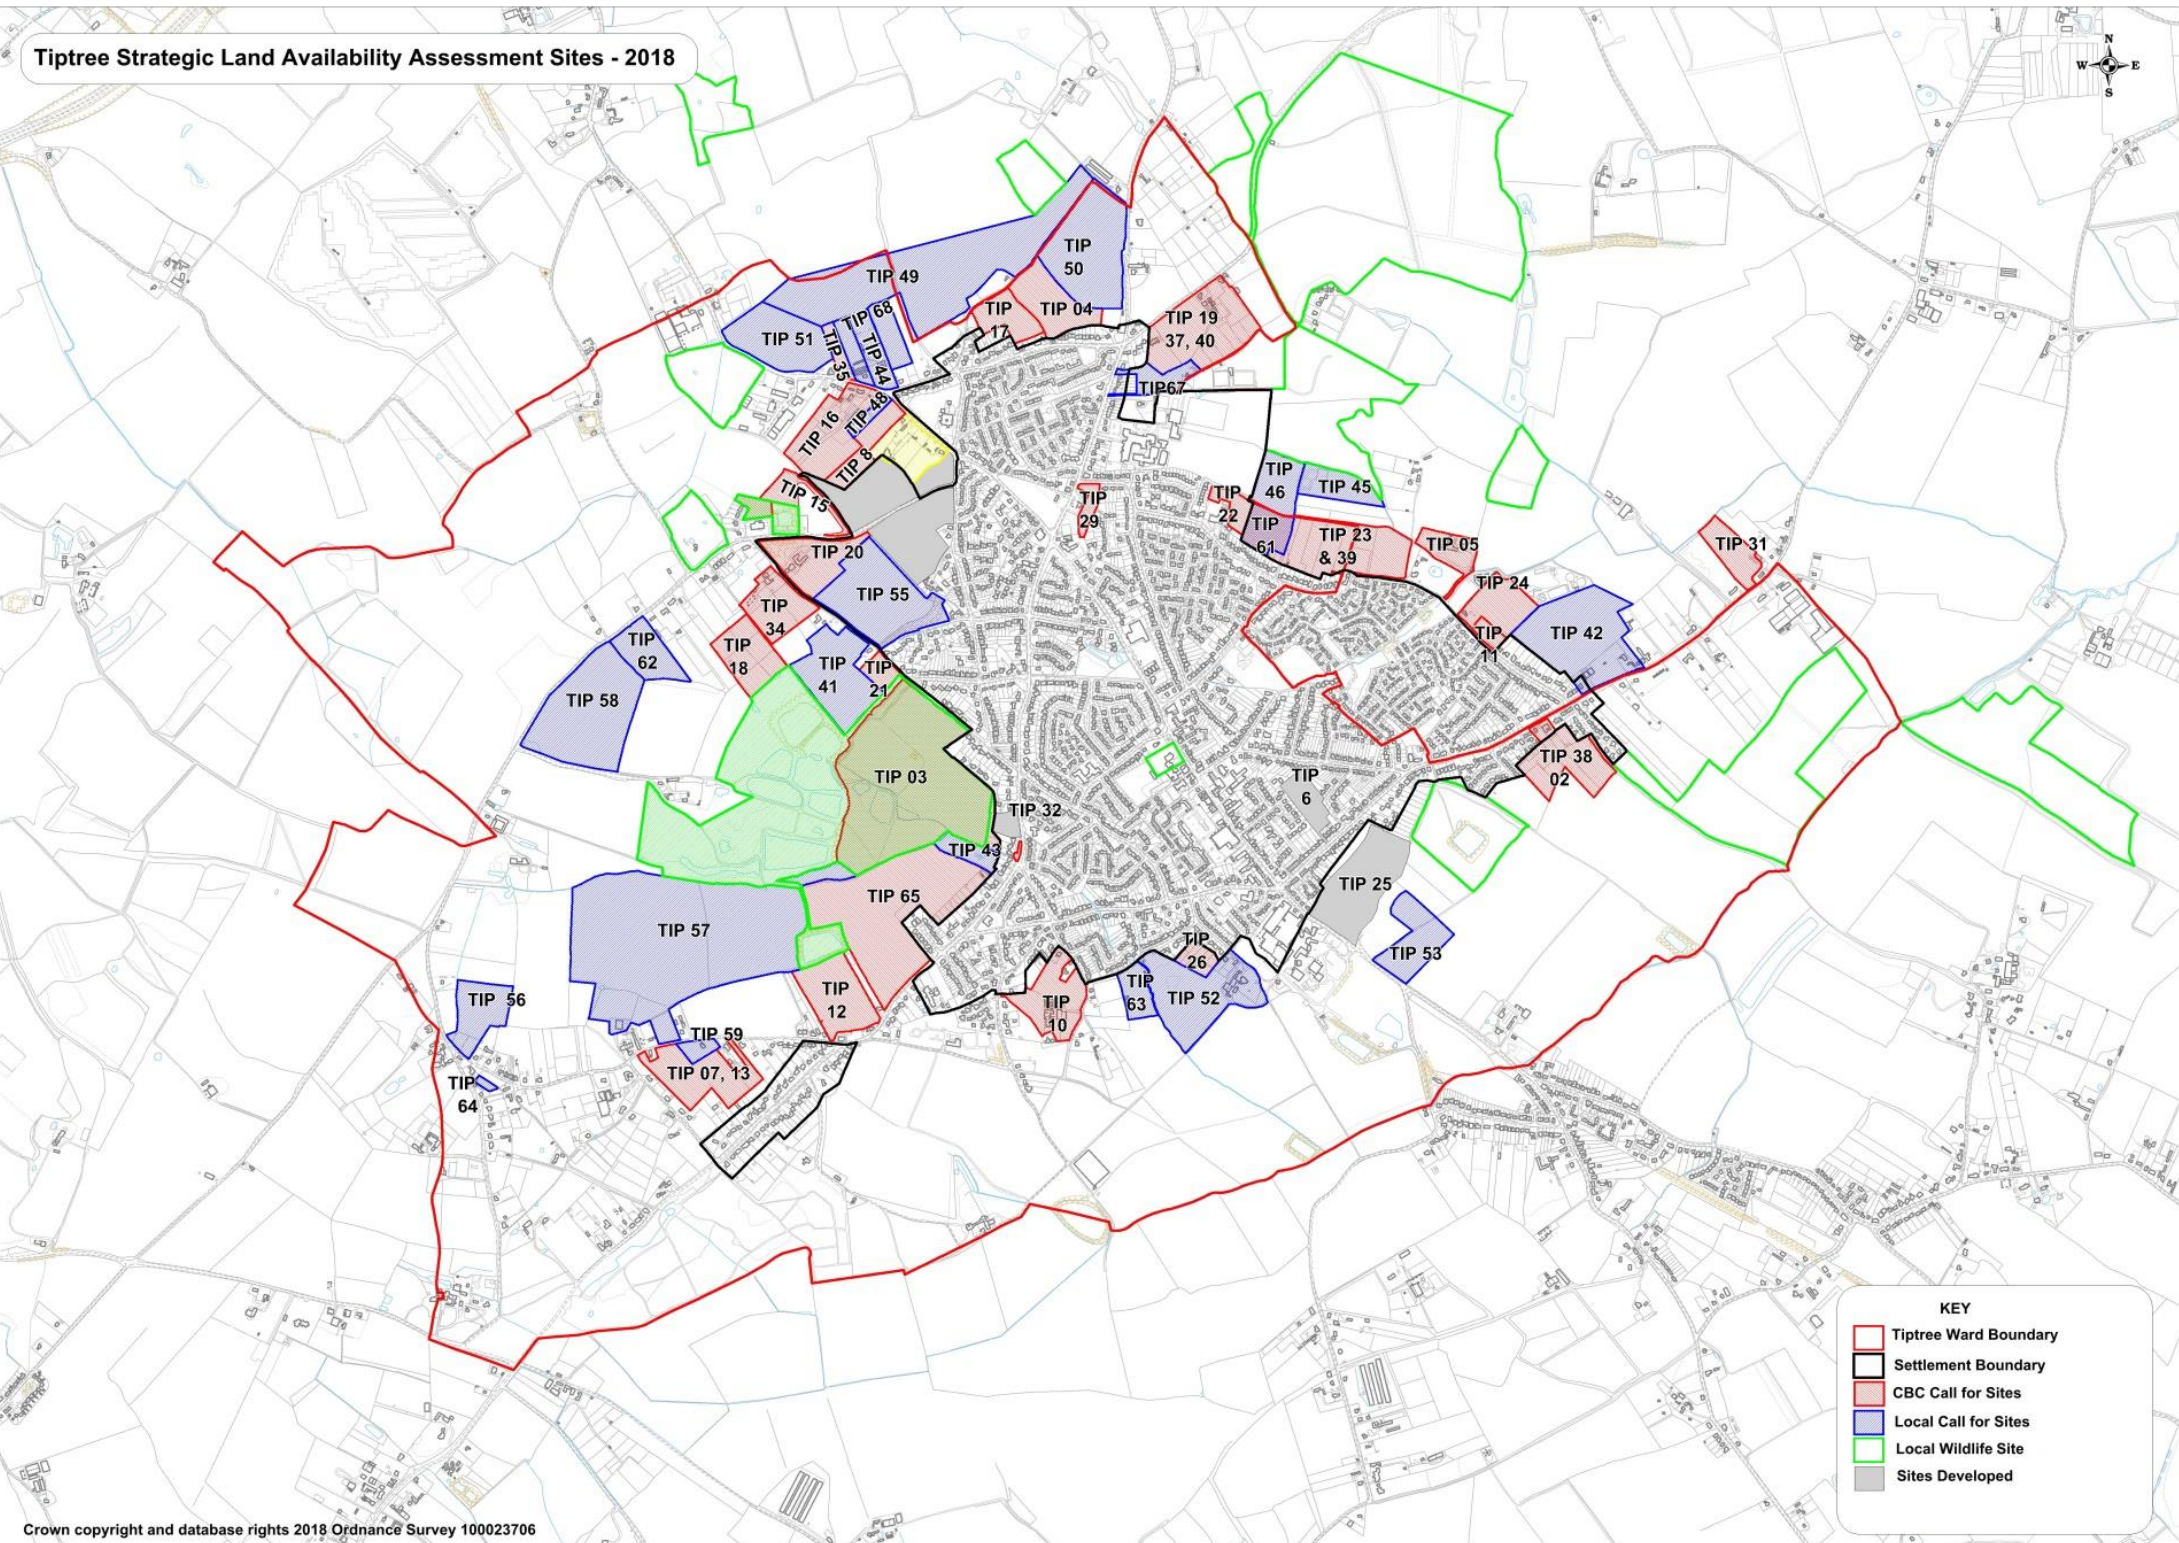 Tiptree Strategic Land Availability Assessment Sites - 2018
N
W E
S
TIP
50
TIP 49
TIP 68
TIP
17
TIP 04
TIP 19
37, 40
TIP 51
TIP 35
TIP 44
TIP67
TIP 48
TIP 16
TIP 8
TIP 15
TIP
46
TIP 45
TIP
29
TIP
22
TIP
61
TIP 23
& 39
TIP 05
TIP 31
TIP 20
TIP 55
TIP 24
TIP
34
TIP
11
TIP 42
TIP
62
TIP
18
TIP
41
TIP
21
TIP 58
TIP 03
TIP 38
02
TIP
6
TIP 32
TIP 43
TIP 25
TIP 65
TIP 57
TIP
26
TIP 53
TIP 56
TIP
12
TIP
10
TIP
63
TIP 52
TIP 59
TIP 07, 13
TIP
64
KEY
Tiptree Ward Boundary
Settlement Boundary
CBC Call for Sites
Local Call for Sites
Local Wildlife Site
Sites Developed
Crown copyright and database rights 2018 Ordnance Survey 100023706